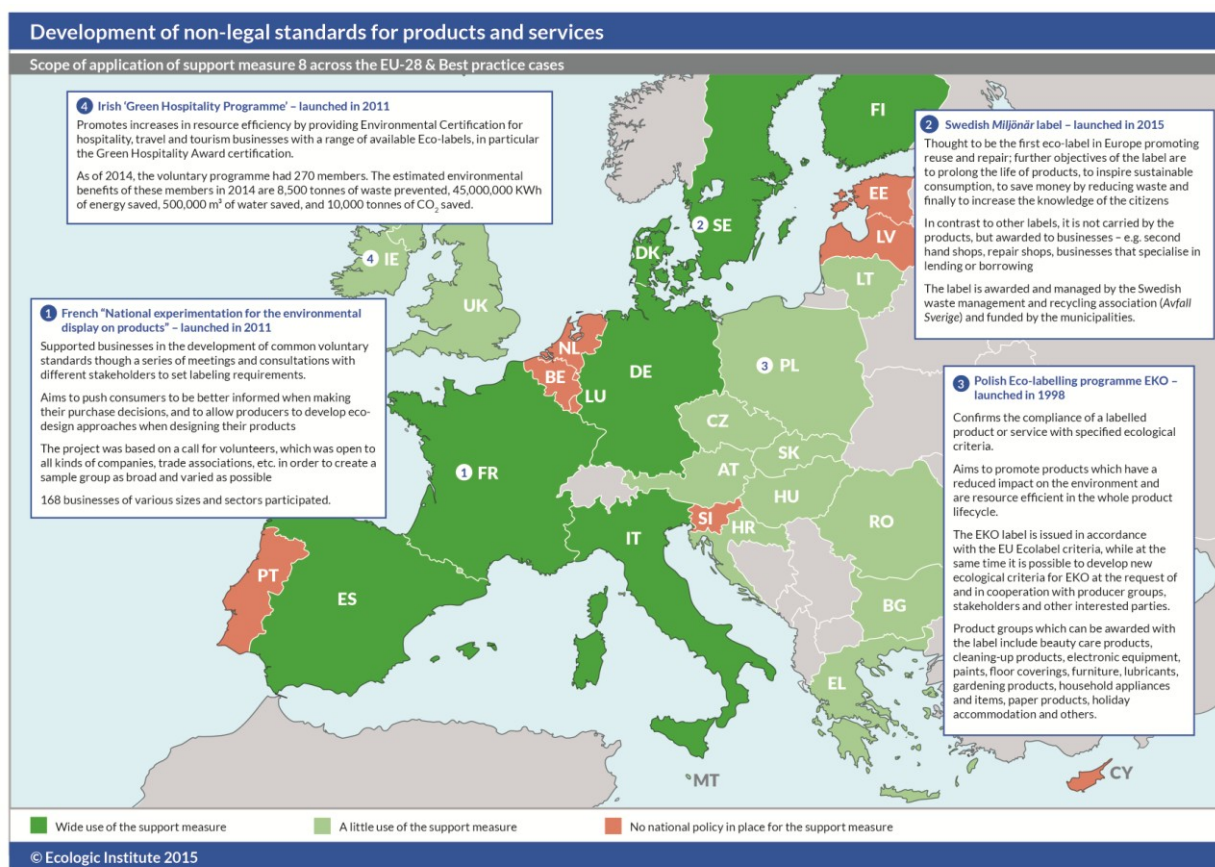 Development of non-legal standards for products and services
Scope of application of support measure 8 across the EU-28 & Best practice cases
4 Irish 'Green Hospitality Programme' – launched in 2011
Promotes increases in resource efficiency by providing Environmental Certification for
hospitality, travel and tourism businesses with a range of available Eco-labels, in particular
the Green Hospitality Award certification.
As of 2014, the voluntary programme had 270 members. The estimated environmental
benefits of these members in 2014 are 8,500 tonnes of waste prevented, 45,000,000 KWh
of energy saved, 500,000 m³ of water saved, and 10,000 tonnes of CO₂ saved.
1 French "National experimentation for the environmental
display on products" – launched in 2011
Supported businesses in the development of common voluntary
standards though a series of meetings and consultations with
different stakeholders to set labeling requirements.
Aims to push consumers to be better informed when making
their purchase decisions, and to allow producers to develop eco-
design approaches when designing their products
The project was based on a call for volunteers, which was open to
all kinds of companies, trade associations, etc. in order to create a
sample group as broad and varied as possible
168 businesses of various sizes and sectors participated.
2 Swedish Miljönär label – launched in 2015
Thought to be the first eco-label in Europe promoting
reuse and repair; further objectives of the label are
to prolong the life of products, to inspire sustainable
consumption, to save money by reducing waste and
finally to increase the knowledge of the citizens
In contrast to other labels, it is not carried by the
products, but awarded to businesses – e.g. second
hand shops, repair shops, businesses that specialise in
lending or borrowing
The label is awarded and managed by the Swedish
waste management and recycling association (Avfall
Sverige) and funded by the municipalities.
3 Polish Eco-labelling programme EKO –
launched in 1998
Confirms the compliance of a labelled
product or service with specified ecological
criteria.
Aims to promote products which have a
reduced impact on the environment and
are resource efficient in the whole product
lifecycle.
The EKO label is issued in accordance
with the EU Ecolabel criteria, while at the
same time it is possible to develop new
ecological criteria for EKO at the request of
and in cooperation with producer groups,
stakeholders and other interested parties.
Product groups which can be awarded with
the label include beauty care products,
cleaning-up products, electronic equipment,
paints, floor coverings, furniture, lubricants,
gardening products, household appliances
and items, paper products, holiday
accommodation and others.
FI
EE
2 SE
LV
DK
LT
4 IE
UK
NL
DE
3 PL
BE
LU
CZ
SK
AT
HU
1 FR
SI
HR
RO
IT
PT
ES
BG
EL
MT
CY
Wide use of the support measure
A little use of the support measure
No national policy in place for the support measure
© Ecologic Institute 2015